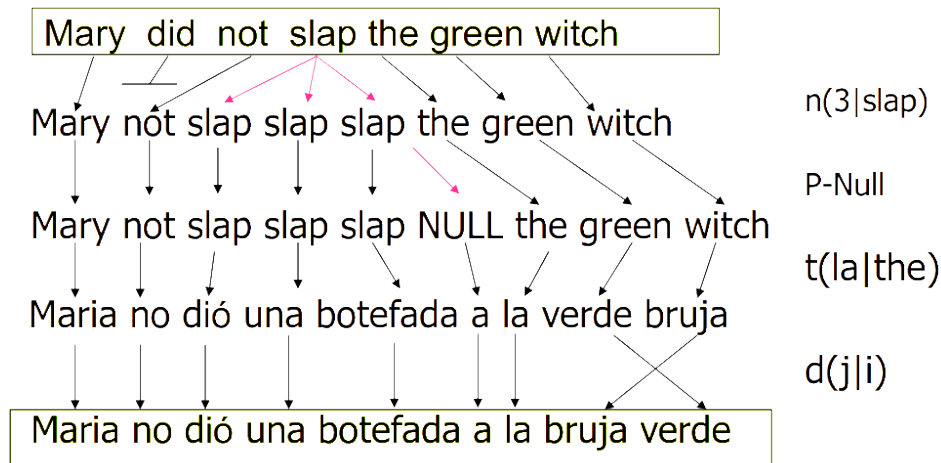 Mary did not slap the green witch
n(3|slap)
Mary not slap slap slap the green witch
P-Null
Mary not slap slap slap NULL the green witch
t(la|the)
Maria no dió una botefada a la verde bruja
d(j|i)
Maria no dió una botefada a la bruja verde